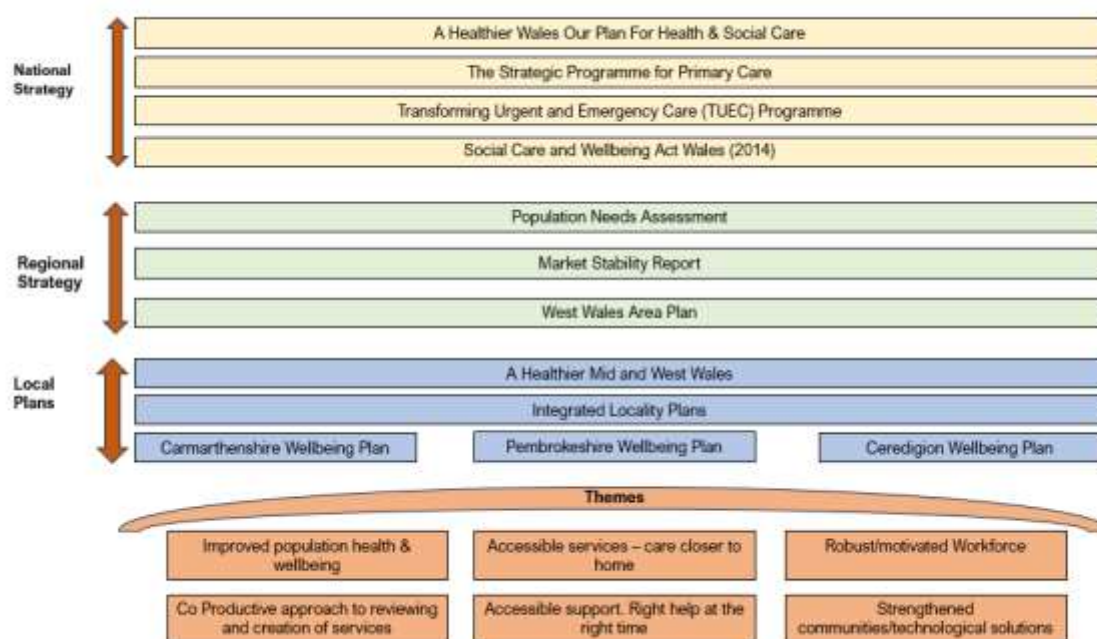 National
Strategy
A Healthier Wales Our Plan For Health & Social Care
The Strategic Programme for Primary Care
Transforming Urgent and Emergency Care (TUEC) Programme
Social Care and Wellbeing Act Wales (2014)
Regional
Strategy
Population Needs Assessment
Market Stability Report
West Wales Area Plan
Local
Plans
A Healthier Mid and West Wales
Integrated Locality Plans
Carmarthenshire Wellbeing Plan
Pembrokeshire Wellbeing Plan
Ceredigion Wellbeing Plan
Themes
Improved population health &
wellbeing
Accessible services – care closer to
home
Robust/motivated Workforce
Co Productive approach to reviewing
and creation of services
Accessible support. Right help at the
right time
Strengthened
communities/technological solutions